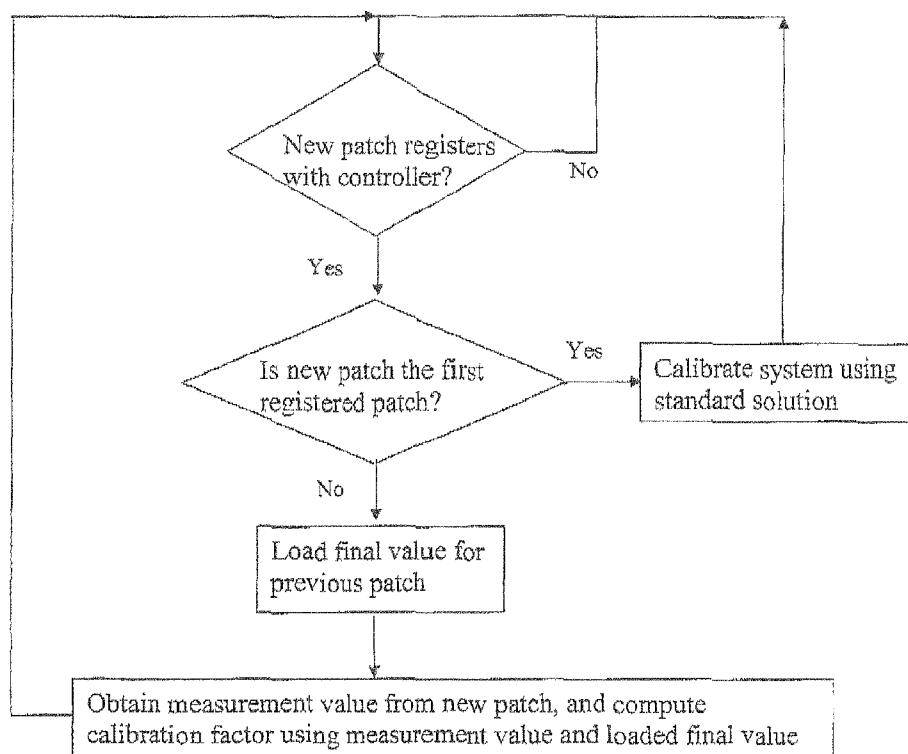 New patch registers
with controller?
No
Yes
Is new patch the first
registered patch?
Yes
Calibrate system using
standard solution
No
Load final value for
previous patch
Obtain measurement value from new patch, and compute
calibration factor using measurement value and loaded final value